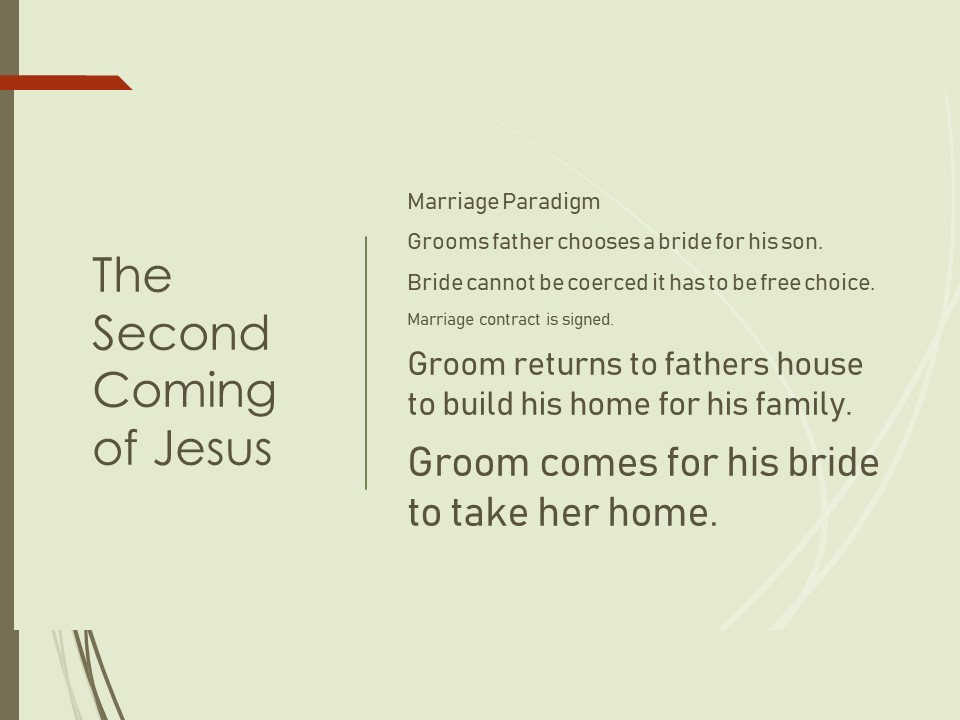 The
Second
Coming
of Jesus
Marriage Paradigm
Grooms father chooses a bride for his son.
Bride cannot be coerced it has to be free choice.
Marriage contract is signed.
Groom returns to fathers house
to build his home for his family.
Groom comes for his bride
to take her home.